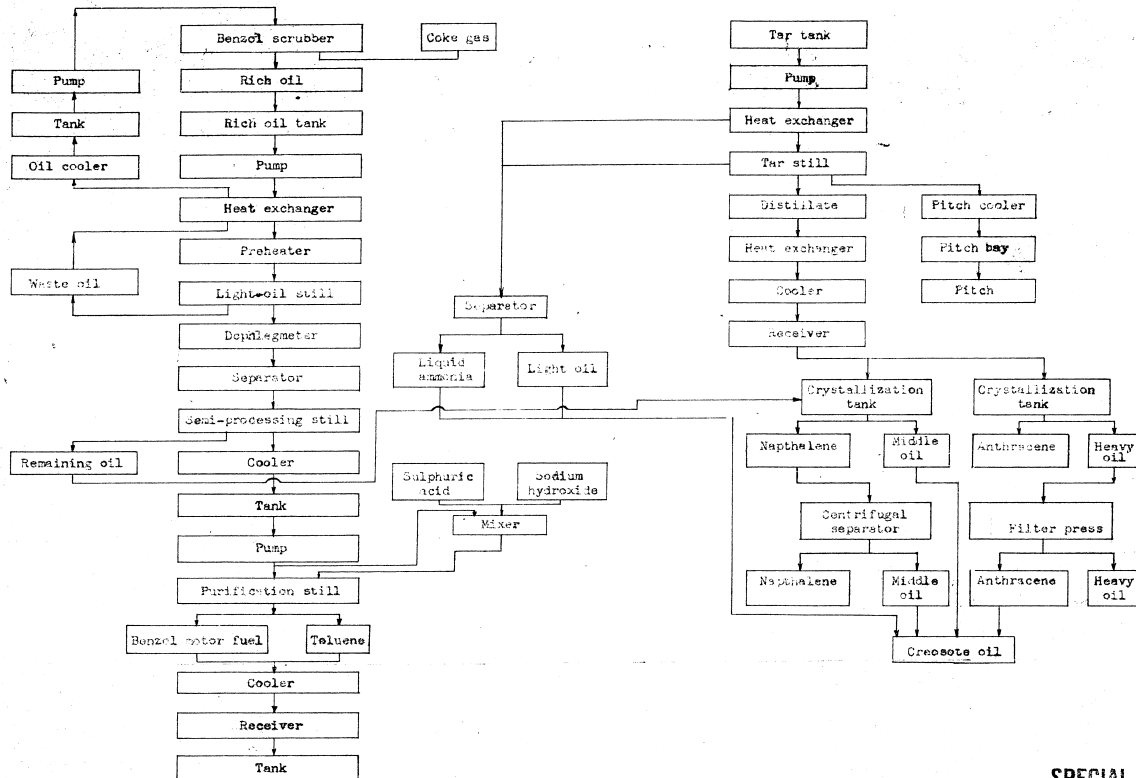 Benzol scrubber
Coke gas
Pump
Rich oil
Tank
Rich oil tank
Oil cooler
Pump
Heat exchanger
Preheater
Waste oil
Light-oil still
Dephlegmeter
Separator
Semi-processing still
Remaining oil
Cooler
Tank
Pump
Purification still
Benzol motor fuel
Toluene
Cooler
Receiver
Tank
Sulphuric
acid
Sodium
hydroxide
Mixer
Separator
Liquid
ammonia
Light oil
Tar tank
Pump
Heat exchanger
Tar still
Distillate
Pitch cooler
Heat exchanger
Pitch bay
Cooler
Pitch
Receiver
Crystallization
tank
Crystallization
tank
Napthalene
Middle
oil
Anthracene
Heavy
oil
Centrifugal
separator
Filter press
Napthalene
Middle
oil
Anthracene
Heavy
oil
Creosote oil
SPECIAL